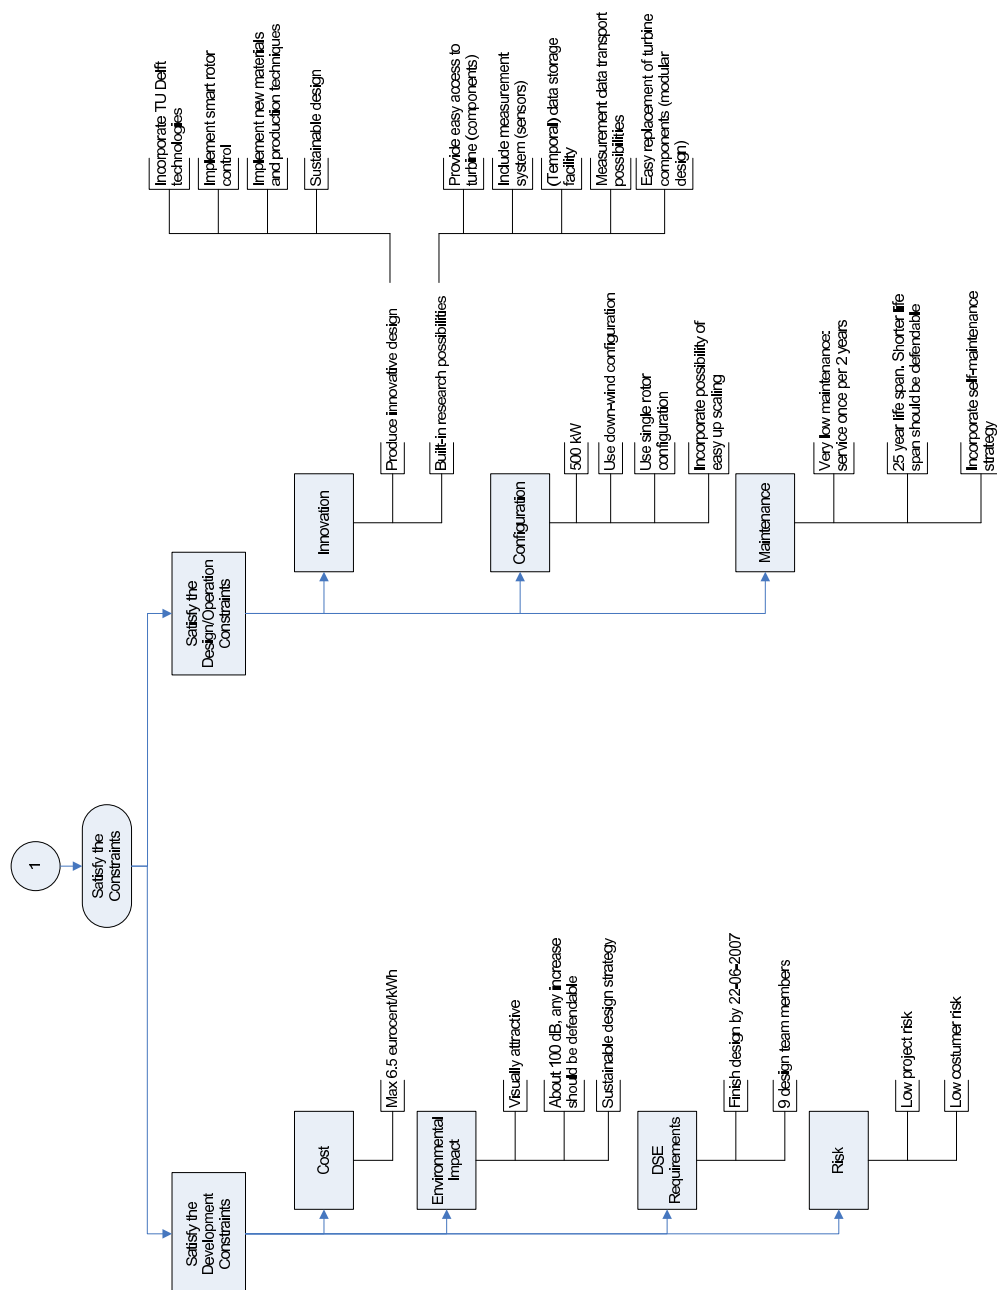 1
Satisfy the
Constraints
Satisfy the
Development
Constraints
Cost
Max 6.5 eurocent/kWh
Environmental
Impact
Visually attractive
About 100 dB, any increase
should be defendable
Sustainable design strategy
DSE
Requirements
Finish design by 22-06-2007
9 design team members
Risk
Low project risk
Low costumer risk
Satisfy the
Design/Operation
Constraints
Innovation
Produce innovative design
Incorporate TU Delft
technologies
Implement smart rotor
control
Implement new materials
and production techniques
Sustainable design
Built-in research possibilities
Provide easy access to
turbine (components)
Include measurement
system (sensors)
(Temporal) data storage
facility
Measurement data transport
possibilities
Easy replacement of turbine
components (modular
design)
Configuration
500 kW
Use down-wind configuration
Use single rotor
configuration
Incorporate possibility of
easy up scaling
Maintenance
Very low maintenance:
service once per 2 years
25 year life span. Shorter life
span should be defendable
Incorporate self-maintenance
strategy